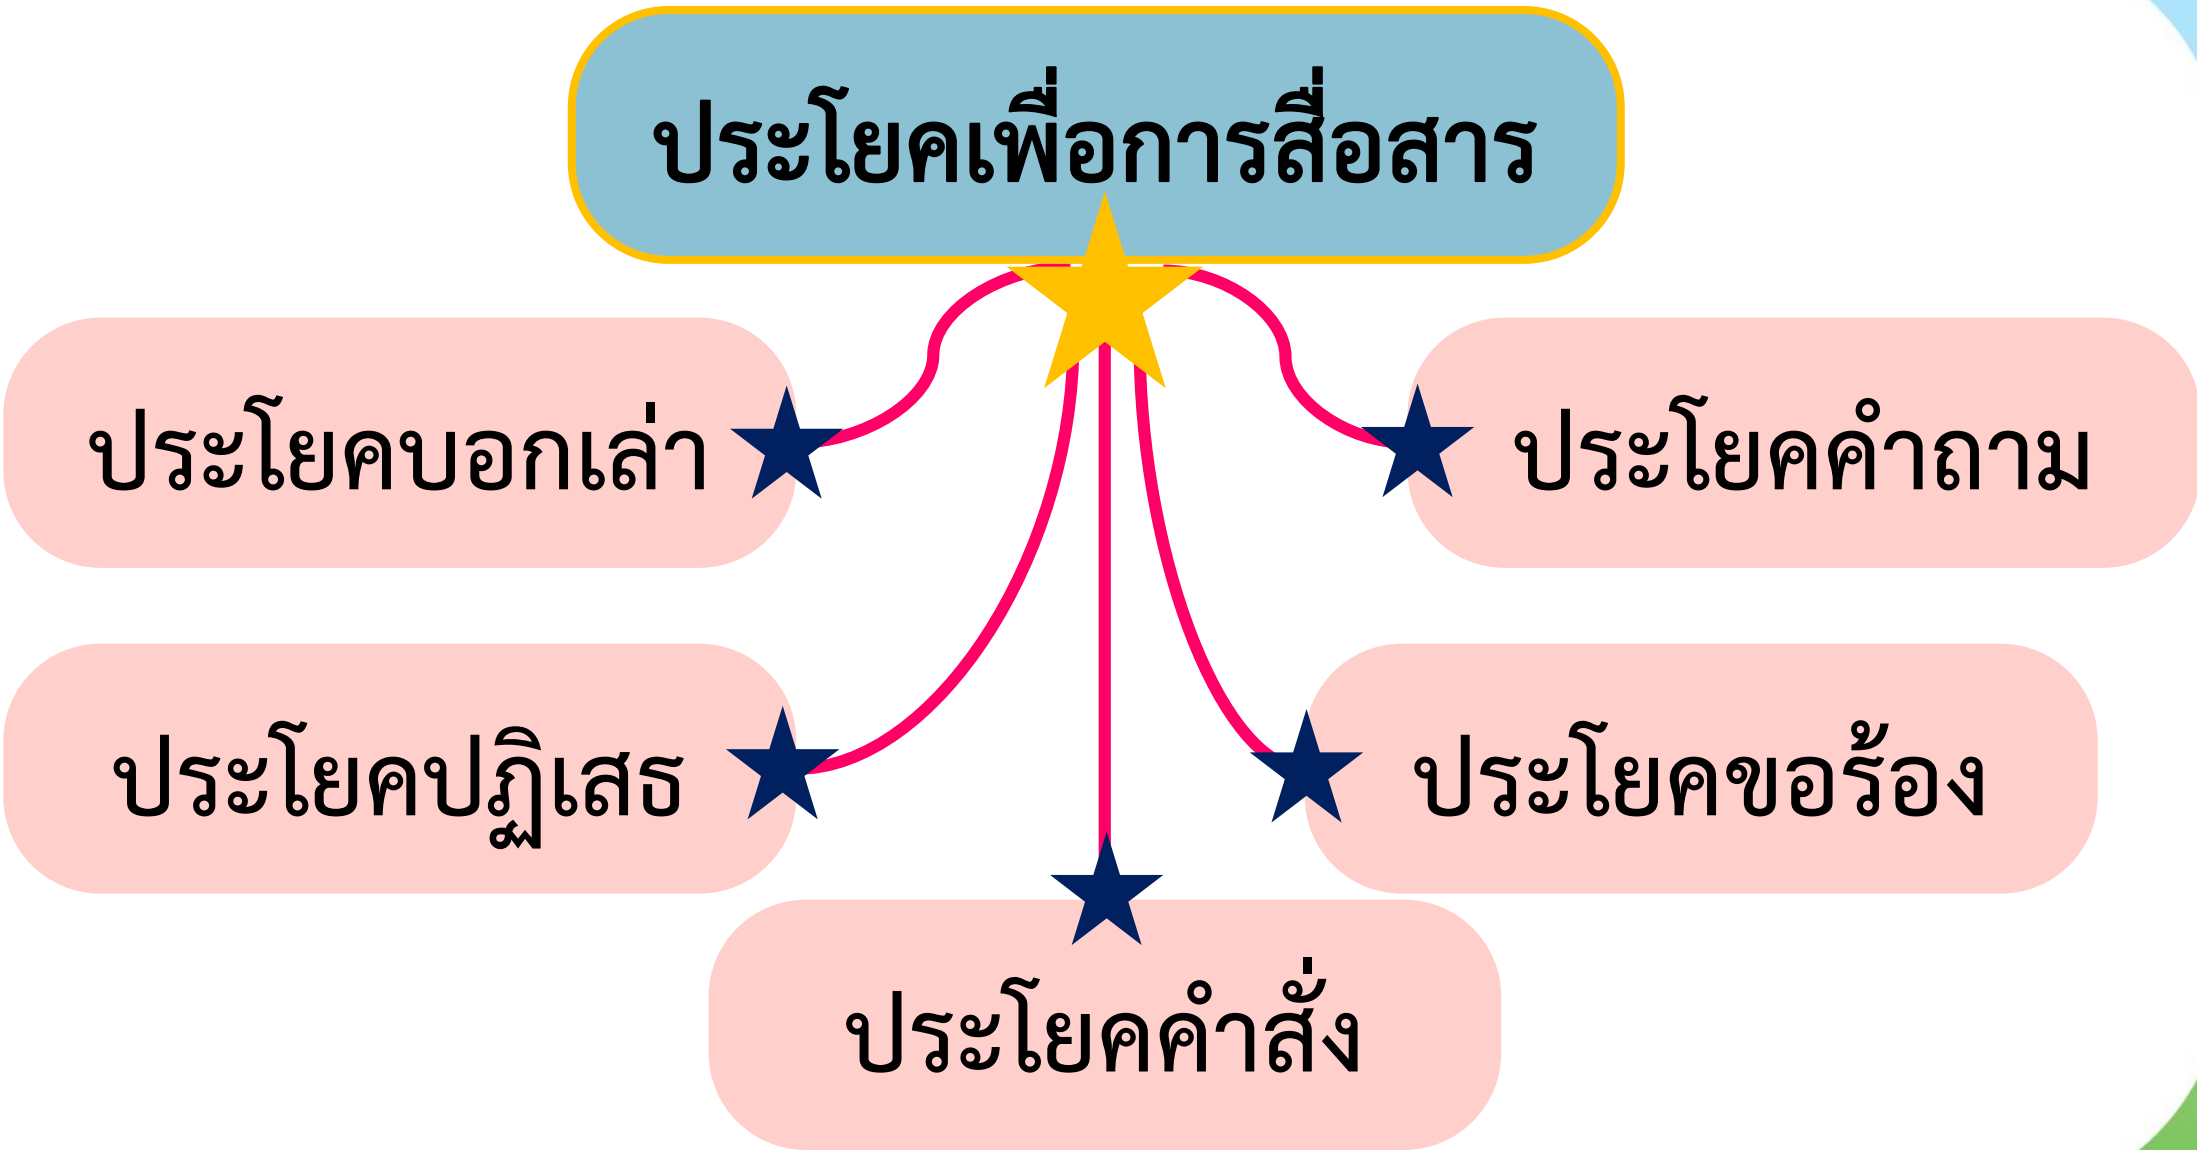 ประโยคเพื่อการสื่อสาร
ประโยคบอกเล่า
ประโยคคำถาม
ประโยคปฏิเสธ
ประโยคขอร้อง
ประโยคคำสั่ง